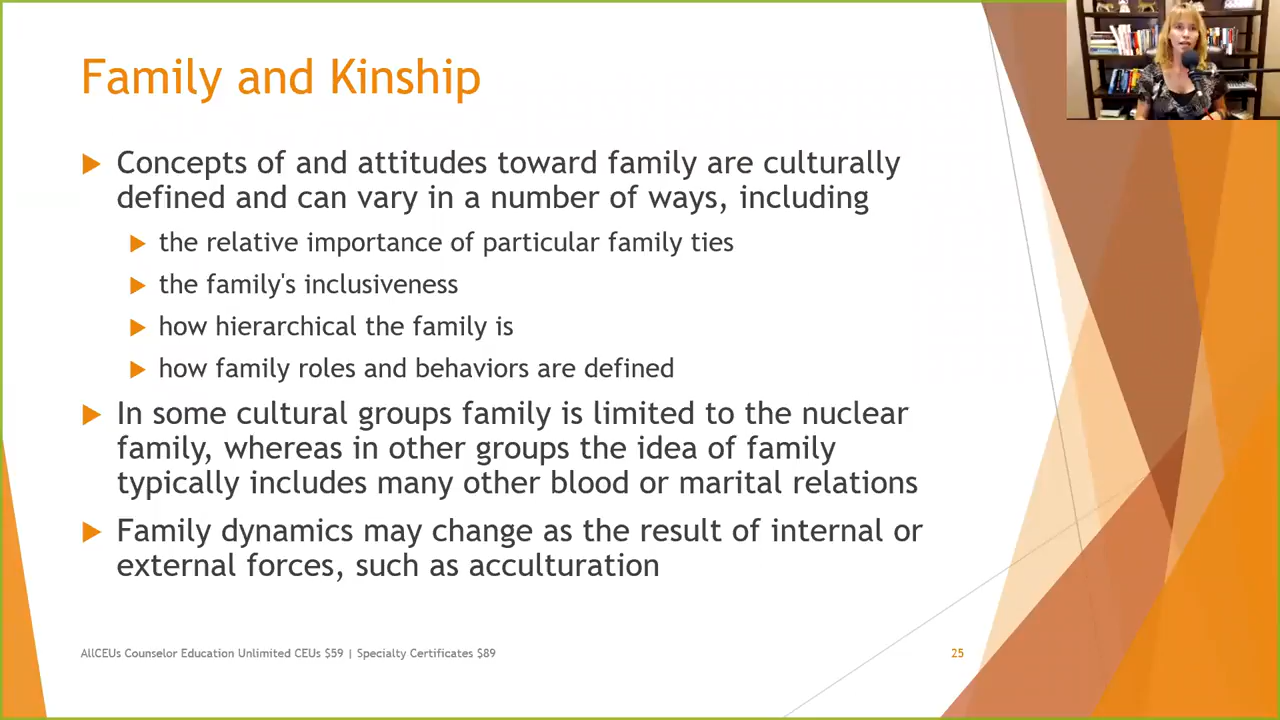 Family and Kinship
Concepts of and attitudes toward family are culturally
defined and can vary in a number of ways, including
the relative importance of particular family ties
the family's inclusiveness
how hierarchical the family is
how family roles and behaviors are defined
In some cultural groups family is limited to the nuclear
family, whereas in other groups the idea of family
typically includes many other blood or marital relations
Family dynamics may change as the result of internal or
external forces, such as acculturation
AllCEUs Counselor Education Unlimited CEUs $59 | Specialty Certificates $89
25